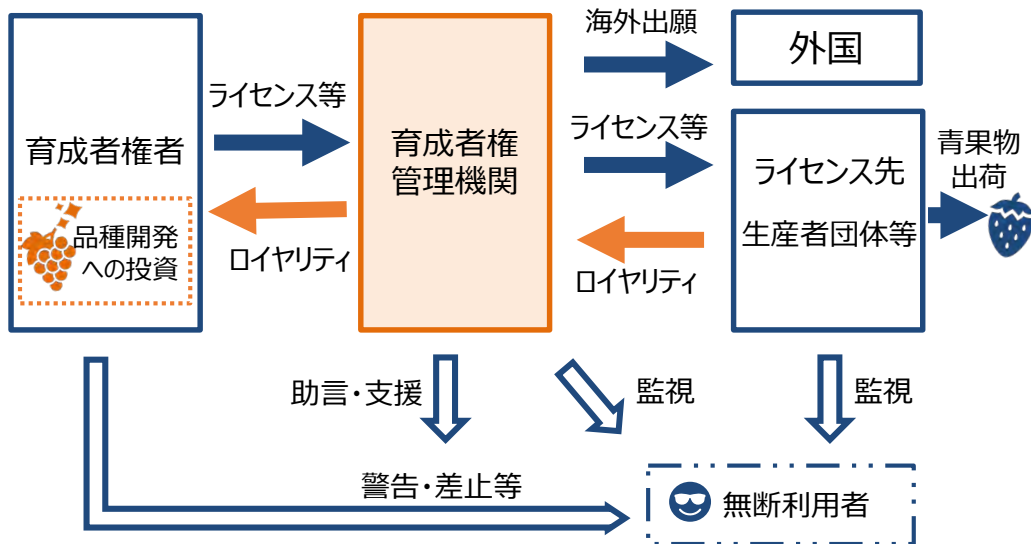 海外出願
外国
ライセンス等
ライセンス等
青果物
出荷
育成者権者
育成者権
管理機関
ライセンス先
生産者団体等
品種開発
への投資
ロイヤリティ
ロイヤリティ
助言・支援
監視
監視
警告・差止等
無断利用者